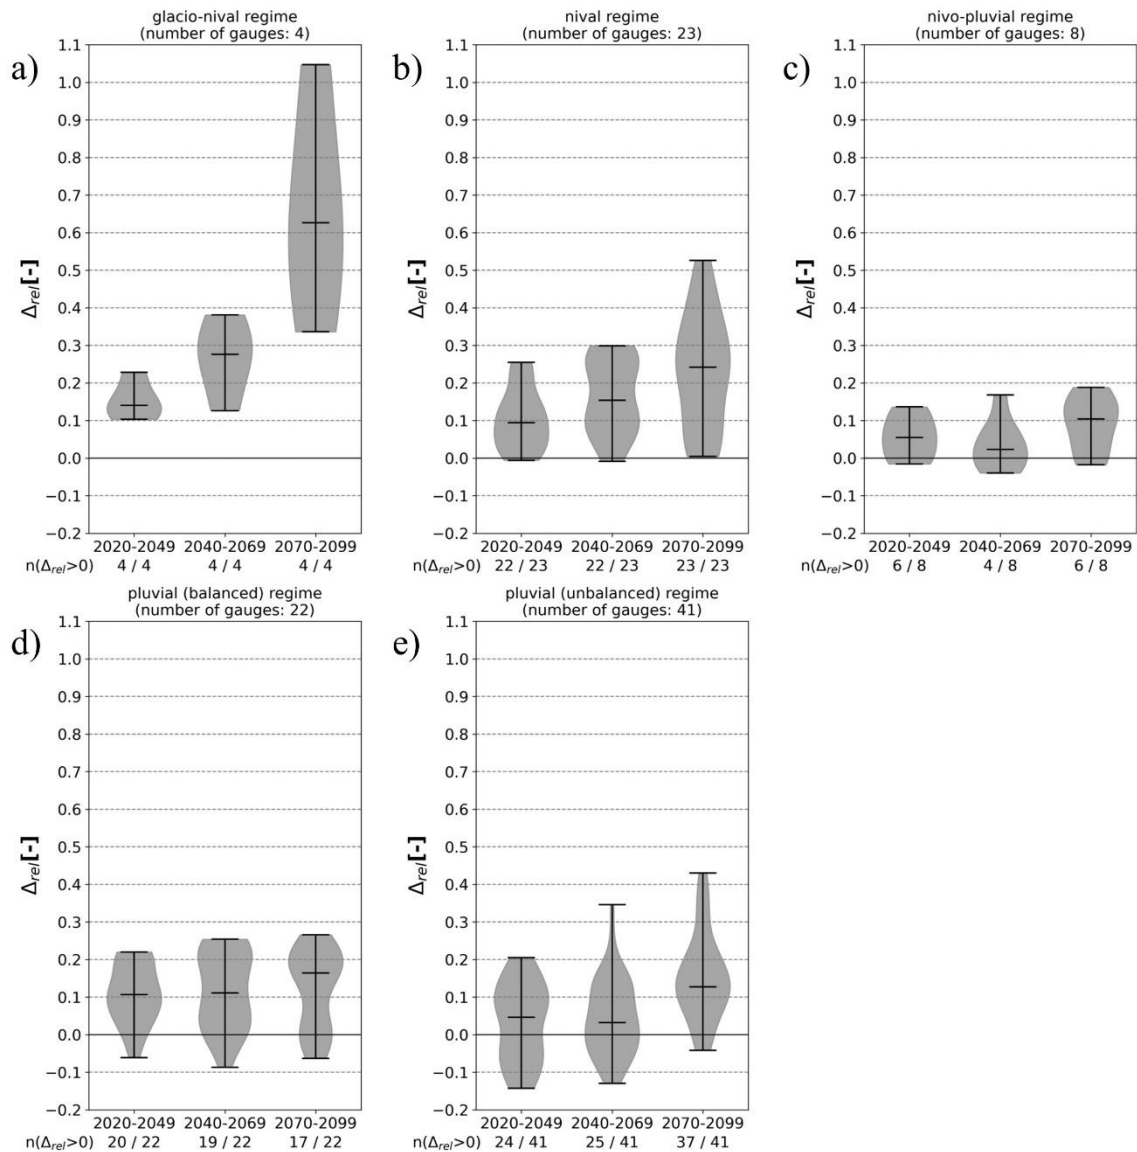 a)
glacio-nival regime
(number of gauges: 4)
1.1
1.0
0.9
0.8
0.7
0.6
0.5
0.4
0.3
0.2
0.1
0.0
−0.1
−0.2
Δrel[-]
2020-2049 2040-2069 2070-2099
n(Δrel>0) 4 / 4 4 / 4 4 / 4
b)
nival regime
(number of gauges: 23)
1.1
1.0
0.9
0.8
0.7
0.6
0.5
0.4
0.3
0.2
0.1
0.0
−0.1
−0.2
Δrel[-]
2020-2049 2040-2069 2070-2099
n(Δrel>0) 22 / 23 22 / 23 23 / 23
c)
nivo-pluvial regime
(number of gauges: 8)
1.1
1.0
0.9
0.8
0.7
0.6
0.5
0.4
0.3
0.2
0.1
0.0
−0.1
−0.2
Δrel[-]
2020-2049 2040-2069 2070-2099
n(Δrel>0) 6 / 8 4 / 8 6 / 8
d)
pluvial (balanced) regime
(number of gauges: 22)
1.1
1.0
0.9
0.8
0.7
0.6
0.5
0.4
0.3
0.2
0.1
0.0
−0.1
−0.2
Δrel[-]
2020-2049 2040-2069 2070-2099
n(Δrel>0) 20 / 22 19 / 22 17 / 22
e)
pluvial (unbalanced) regime
(number of gauges: 41)
1.1
1.0
0.9
0.8
0.7
0.6
0.5
0.4
0.3
0.2
0.1
0.0
−0.1
−0.2
Δrel[-]
2020-2049 2040-2069 2070-2099
n(Δrel>0) 24 / 41 25 / 41 37 / 41